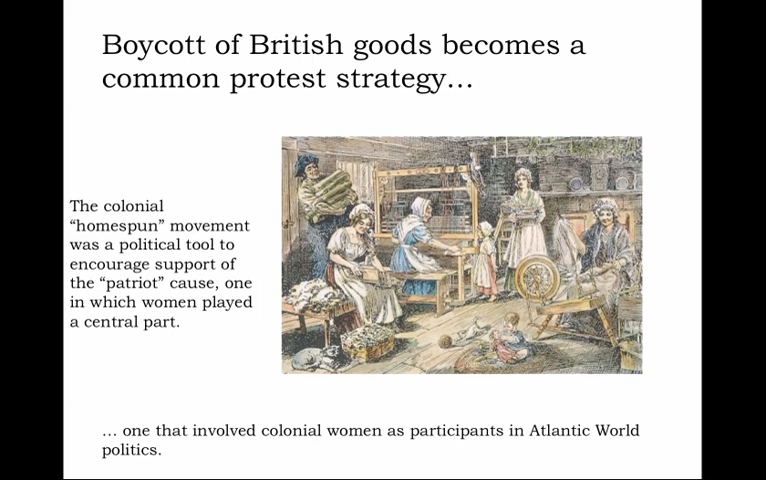 Boycott of British goods becomes a
common protest strategy…
The colonial
“homespun” movement
was a political tool to
encourage support of
the “patriot” cause, one
in which women played
a central part.
… one that involved colonial women as participants in Atlantic World
politics.